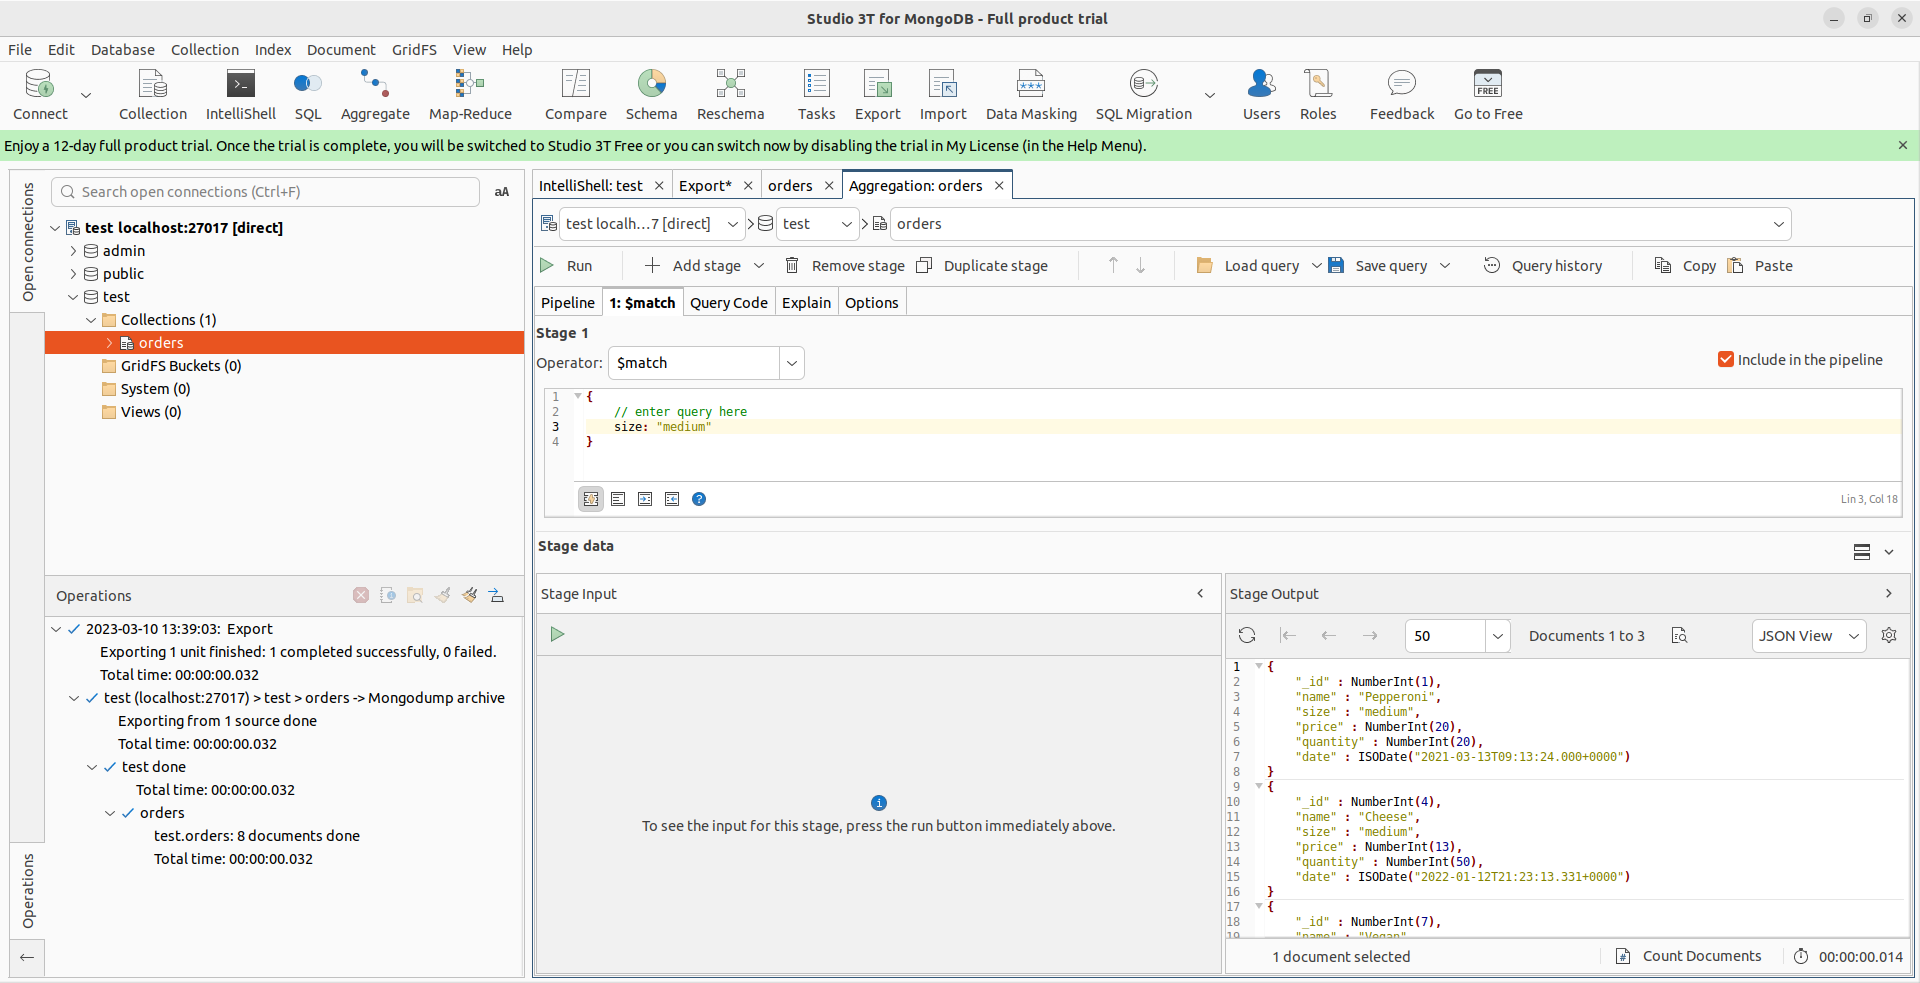 Studio 3T for MongoDB - Full product trial
File Edit Database Collection Index Document GridFS View Help
Connect Collection IntelliShell SQL Aggregate Map-Reduce Compare Schema Reschema Tasks Export Import Data Masking SQL Migration Users Roles Feedback FREE Go to Free
Enjoy a 12-day full product trial. Once the trial is complete, you will be switched to Studio 3T Free or you can switch now by disabling the trial in My License (in the Help Menu).
Open connections
Search open connections (Ctrl+F) aA
test localhost:27017 [direct]
admin
public
test
Collections (1)
orders
GridFS Buckets (0)
System (0)
Views (0)
Operations
Operations
2023-03-10 13:39:03: Export
Exporting 1 unit finished: 1 completed successfully, 0 failed.
Total time: 00:00:00.032
test (localhost:27017) > test > orders -> Mongodump archive
Exporting from 1 source done
Total time: 00:00:00.032
test done
Total time: 00:00:00.032
orders
test.orders: 8 documents done
Total time: 00:00:00.032
IntelliShell: test Export* orders Aggregation: orders
test localh...7 [direct] test orders
Run Add stage Remove stage Duplicate stage Load query Save query Query history Copy Paste
Pipeline 1: $match Query Code Explain Options
Stage 1
Operator: $match Include in the pipeline
1 {
2 // enter query here
3 size: "medium"
4 }
Lin 3, Col 18
Stage data
Stage Input
To see the input for this stage, press the run button immediately above.
Stage Output
50 Documents 1 to 3 JSON View
1 {
2 "_id" : NumberInt(1),
3 "name" : "Pepperoni",
4 "size" : "medium",
5 "price" : NumberInt(20),
6 "quantity" : NumberInt(20),
7 "date" : ISODate("2021-03-13T09:13:24.000+0000")
8 }
9 {
10 "_id" : NumberInt(4),
11 "name" : "Cheese",
12 "size" : "medium",
13 "price" : NumberInt(13),
14 "quantity" : NumberInt(50),
15 "date" : ISODate("2022-01-12T21:23:13.331+0000")
16 }
17 {
18 "_id" : NumberInt(7),
19 "name" : "Vegan"
1 document selected Count Documents 00:00:00.014